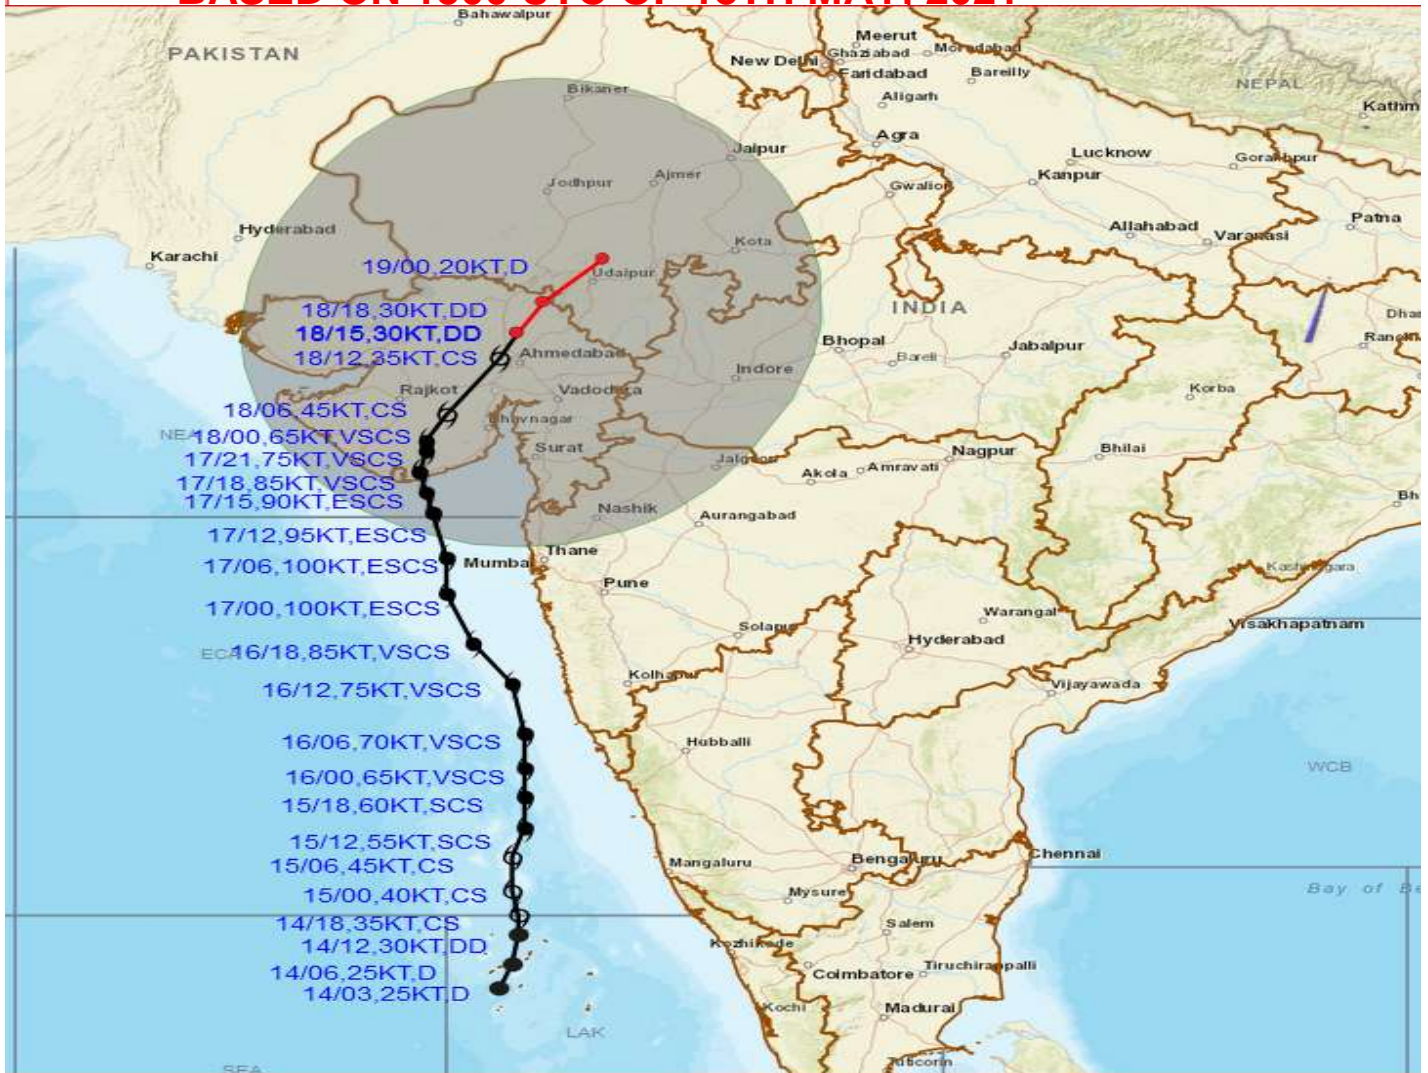 Bahawalpur
PAKISTAN
Meerut
Moradabad
New Delhi
Ghaziabad
Faridabad
Bareilly
NEPAL
Bikaner
Aligarh
Kathm
Agra
Jaipur
Lucknow
Gorakhpur
Jodhpur
Ajmer
Gwalior
Kanpur
Patna
Hyderabad
Allahabad
Varanasi
Kota
Karachi
19/00,20KT,D
Udaipur
18/18,30KT,DD
INDIA
Dha
18/15,30KT,DD
Bhopal
Ranchi
18/12,35KT,CS
Ahmedabad
Bareli
Jabalpur
Indore
Rajkot
Vadodara
Korba
18/06,45KT,CS
Bhavnagar
NEA
18/00,65KT,VSCS
Surat
Bhilai
17/21,75KT,VSCS
Jalgaon
Nagpur
Akola
Amravati
17/18,85KT,VSCS
Bh
17/15,90KT,ESCS
Nashik
Aurangabad
17/12,95KT,ESCS
Thane
17/06,100KT,ESCS
Mumba
Pune
17/00,100KT,ESCS
Warangal
Solapur
Visakhapatnam
Hyderabad
ECA
16/18,85KT,VSCS
Kolhapur
16/12,75KT,VSCS
Vijayawada
16/06,70KT,VSCS
Hubballi
WCB
16/00,65KT,VSCS
15/18,60KT,SCS
15/12,55KT,SCS
Chennai
15/06,45KT,CS
Mangaluru
Bengaluru
15/00,40KT,CS
Mysure
Bay of Be
14/18,35KT,CS
Salem
14/12,30KT,DD
Kozhikode
14/06,25KT,D
Coimbatore
Tiruchirappalli
14/03,25KT,D
Kochi
Madurai
LAK
Tuticorin
SEA